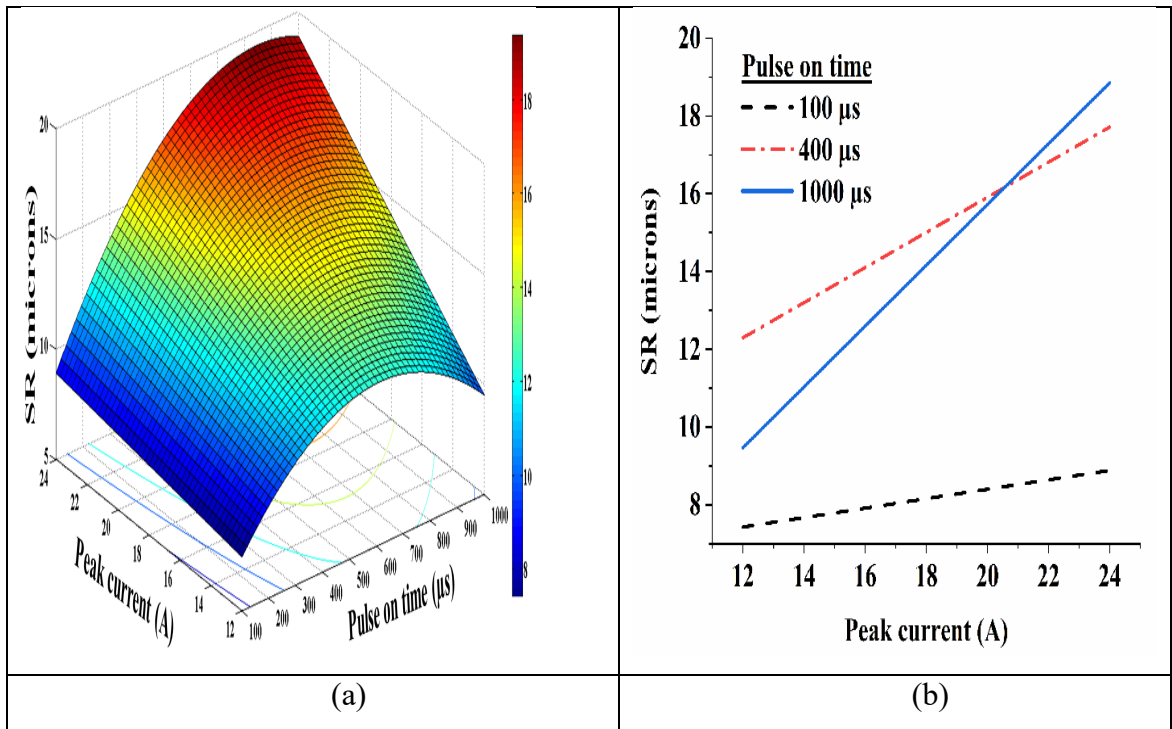 20
15
10
5
SR (microns)
24
22
20
18
16
14
12
Peak current (A)
100
200
300
400
500
600
700
800
900
1000
Pulse on time (µs)
18
16
14
12
10
8
(a)
20
18
16
14
12
10
8
SR (microns)
Pulse on time
100 µs
400 µs
1000 µs
12 14 16 18 20 22 24
Peak current (A)
(b)